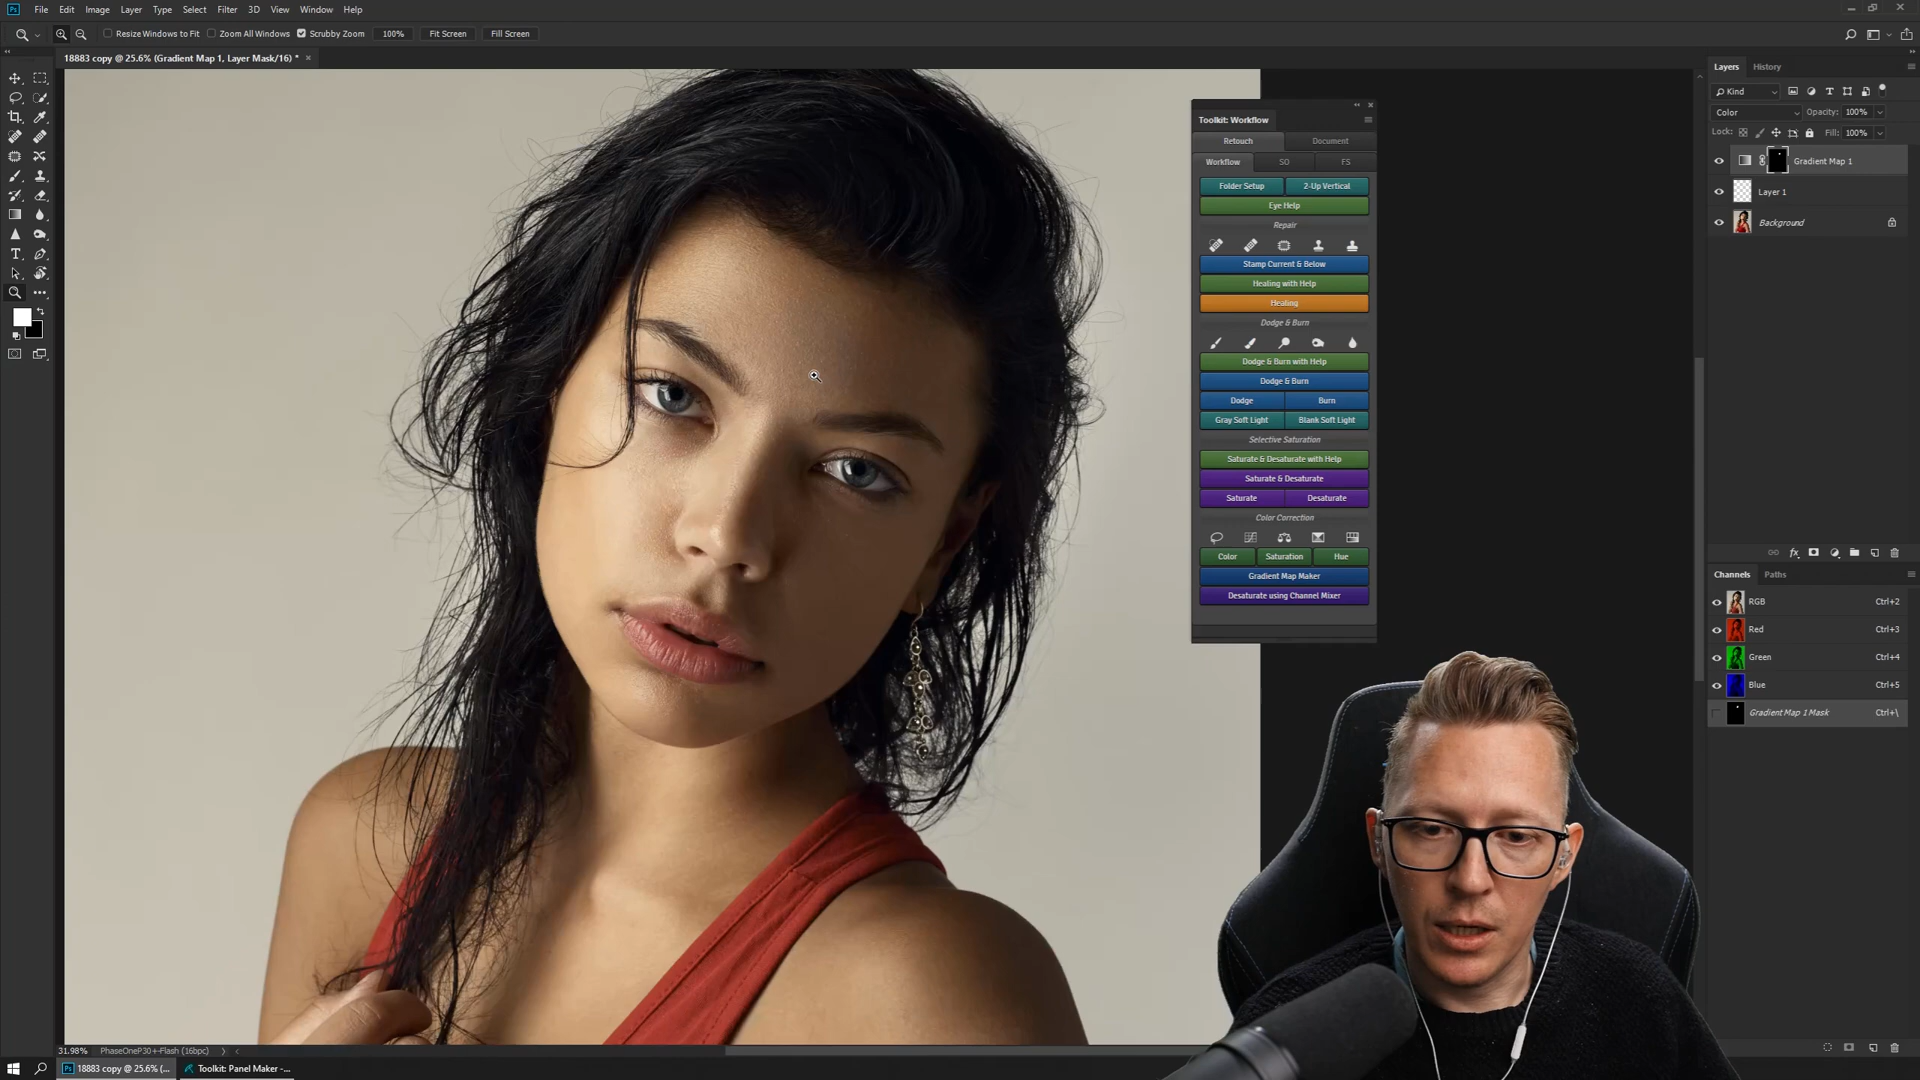 Ps File Edit Image Layer Type Select Filter 3D View Window Help
Resize Windows to Fit Zoom All Windows Scrubby Zoom 100% Fit Screen Fill Screen
18883 copy @ 25.6% (Gradient Map 1, Layer Mask/16) * ×
Toolkit: Workflow
Retouch Document
Workflow SO FS
Folder Setup 2-Up Vertical
Eye Help
Repair
Stamp Current & Below
Healing with Help
Healing
Dodge & Burn
Dodge & Burn with Help
Dodge & Burn
Dodge Burn
Gray Soft Light Blank Soft Light
Selective Saturation
Saturate & Desaturate with Help
Saturate & Desaturate
Saturate Desaturate
Color Correction
Color Saturation Hue
Gradient Map Maker
Desaturate using Channel Mixer
Layers History
Kind
Color Opacity: 100%
Lock: Fill: 100%
Gradient Map 1
Layer 1
Background
fx
Channels Paths
RGB Ctrl+2
Red Ctrl+3
Green Ctrl+4
Blue Ctrl+5
Gradient Map 1 Mask Ctrl+\
31.98% PhaseOneP30+-Flash (16bpc)
Ps 18883 copy @ 25.6% (... Toolkit: Panel Maker -...